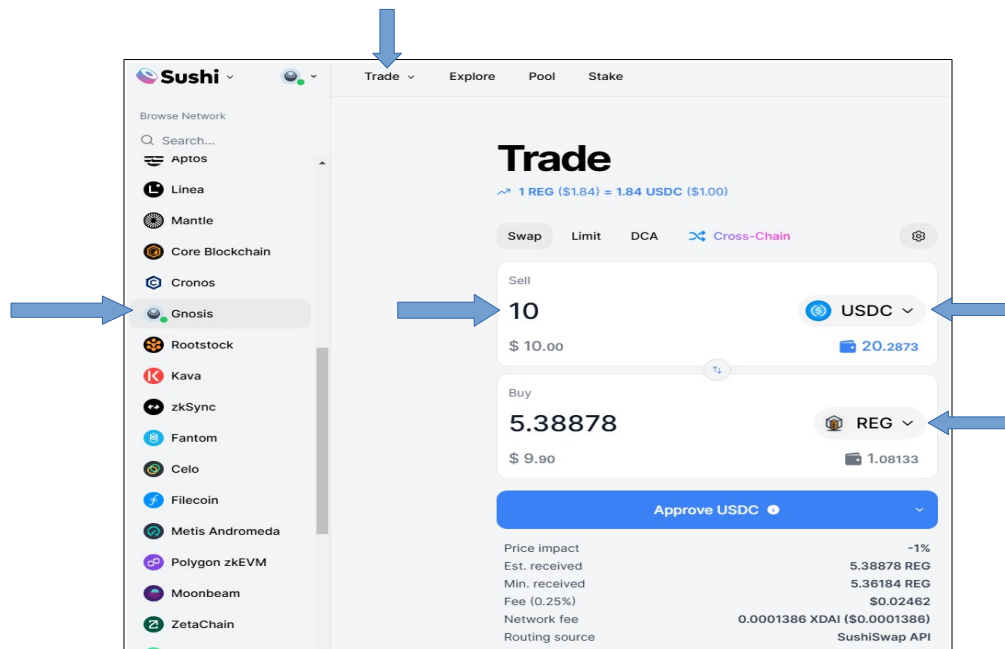 Sushi
Trade Explore Pool Stake
Browse Network
Search...
Aptos
Linea
Mantle
Core Blockchain
Cronos
Gnosis
Rootstock
Kava
zkSync
Fantom
Celo
Filecoin
Metis Andromeda
Polygon zkEVM
Moonbeam
ZetaChain
Trade
1 REG ($1.84) = 1.84 USDC ($1.00)
Swap Limit DCA Cross-Chain
Sell
10 USDC
$ 10.00 20.2873
Buy
5.38878 REG
$ 9.90 1.08133
Approve USDC
Price impact -1%
Est. received 5.38878 REG
Min. received 5.36184 REG
Fee (0.25%) $0.02462
Network fee 0.0001386 XDAI ($0.0001386)
Routing source SushiSwap API